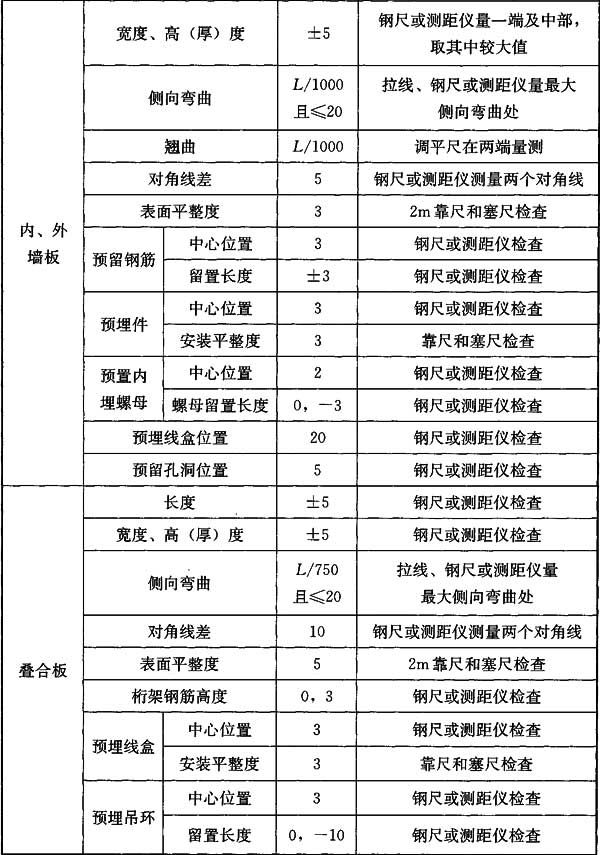 宽度、高（厚）度 ±5 钢尺或测距仪量一端及中部，
取其中较大值
侧向弯曲 L/1000 拉线、钢尺或测距仪量最大
且≤20 侧向弯曲处
翘曲 L/1000 调平尺在两端量测
对角线差 5 钢尺或测距仪测量两个对角线
表面平整度 3 2m靠尺和塞尺检查
内、外
墙板
预留钢筋 中心位置 3 钢尺或测距仪检查
留置长度 ±3 钢尺或测距仪检查
预埋件 中心位置 3 钢尺或测距仪检查
安装平整度 3 靠尺和塞尺检查
预置内 中心位置 2 钢尺或测距仪检查
埋螺母 螺母留置长度 0，－3 钢尺或测距仪检查
预埋线盒位置 20 钢尺或测距仪检查
预留孔洞位置 5 钢尺或测距仪检查
长度 ±5 钢尺或测距仪检查
宽度、高（厚）度 ±5 钢尺或测距仪检查
侧向弯曲 L/750 拉线、钢尺或测距仪量
且≤20 最大侧向弯曲处
对角线差 10 钢尺或测距仪测量两个对角线
叠合板 表面平整度 5 2m靠尺和塞尺检查
桁架钢筋高度 0，3 钢尺或测距仪检查
预埋线盒 中心位置 3 钢尺或测距仪检查
安装平整度 3 靠尺和塞尺检查
预埋吊环 中心位置 3 钢尺或测距仪检查
留置长度 0，－10 钢尺或测距仪检查